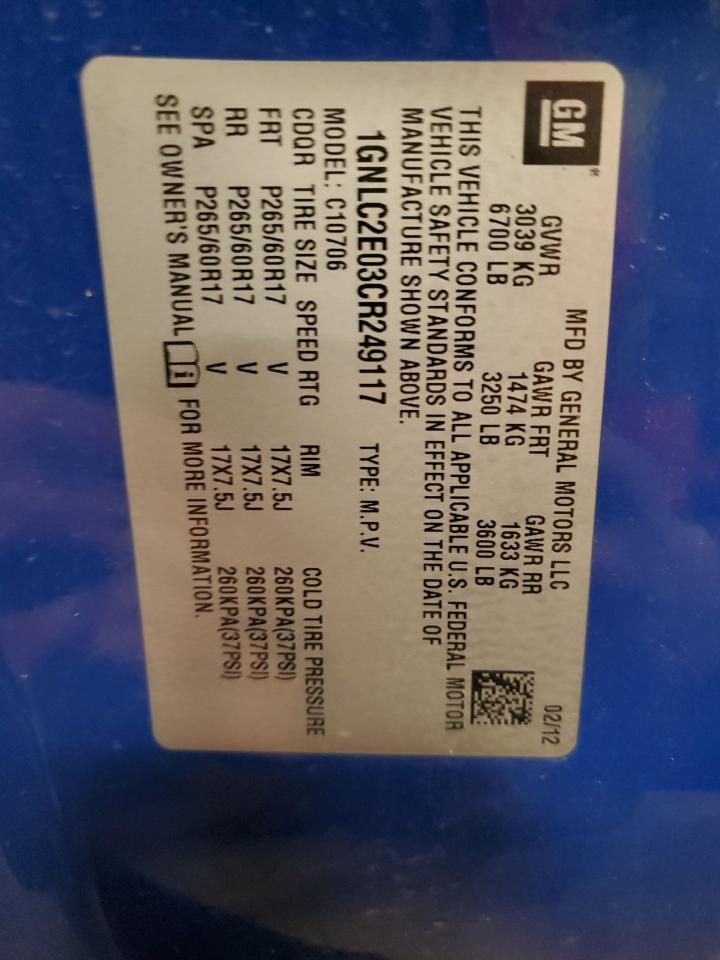 GM
MFD BY GENERAL MOTORS LLC 02/12
GVWR GAWR FRT GAWR RR
3039 KG 1474 KG 1633 KG
6700 LB 3250 LB 3600 LB
THIS VEHICLE CONFORMS TO ALL APPLICABLE U.S. FEDERAL MOTOR
VEHICLE SAFETY STANDARDS IN EFFECT ON THE DATE OF
MANUFACTURE SHOWN ABOVE.
1GNLC2E03CR249117 TYPE: M.P.V.
MODEL: C10706
CDQR TIRE SIZE SPEED RTG RIM COLD TIRE PRESSURE
FRT P265/60R17 V 17X7.5J 260KPA(37PSI)
RR P265/60R17 V 17X7.5J 260KPA(37PSI)
SPA P265/60R17 V 17X7.5J 260KPA(37PSI)
SEE OWNER'S MANUAL i FOR MORE INFORMATION.